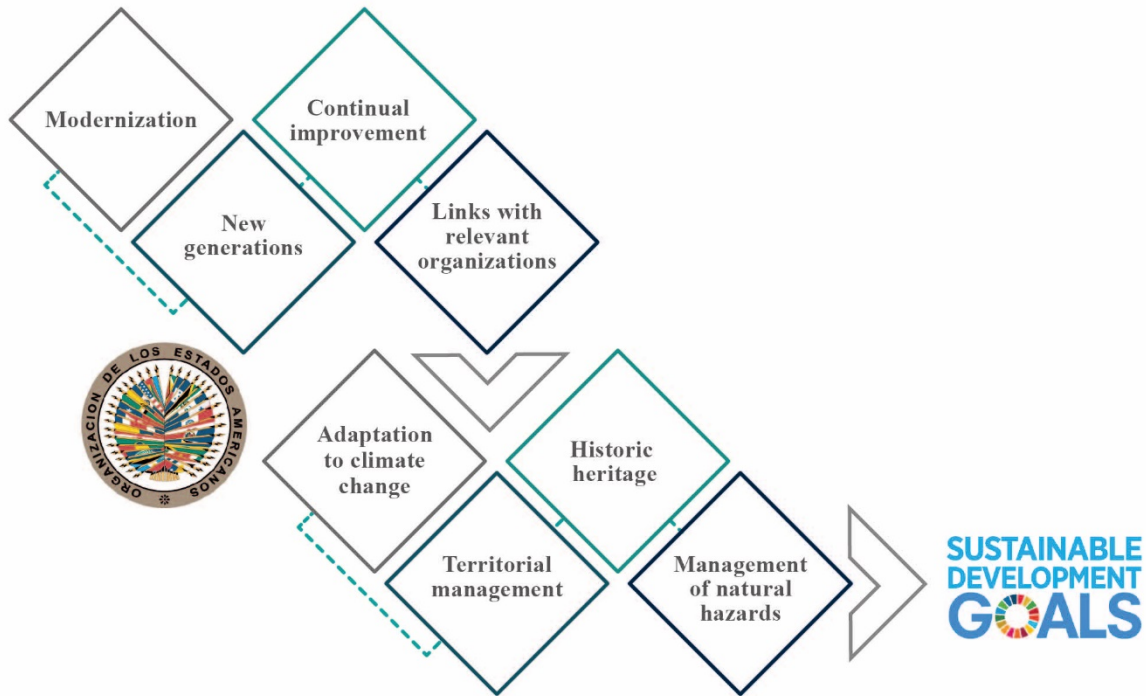 Modernization
Continual
improvement
New
generations
Links with
relevant
organizations
ORGANIZACION DE LOS ESTADOS AMERICANOS
Adaptation
to climate
change
Historic
heritage
Territorial
management
Management
of natural
hazards
SUSTAINABLE
DEVELOPMENT
GOALS